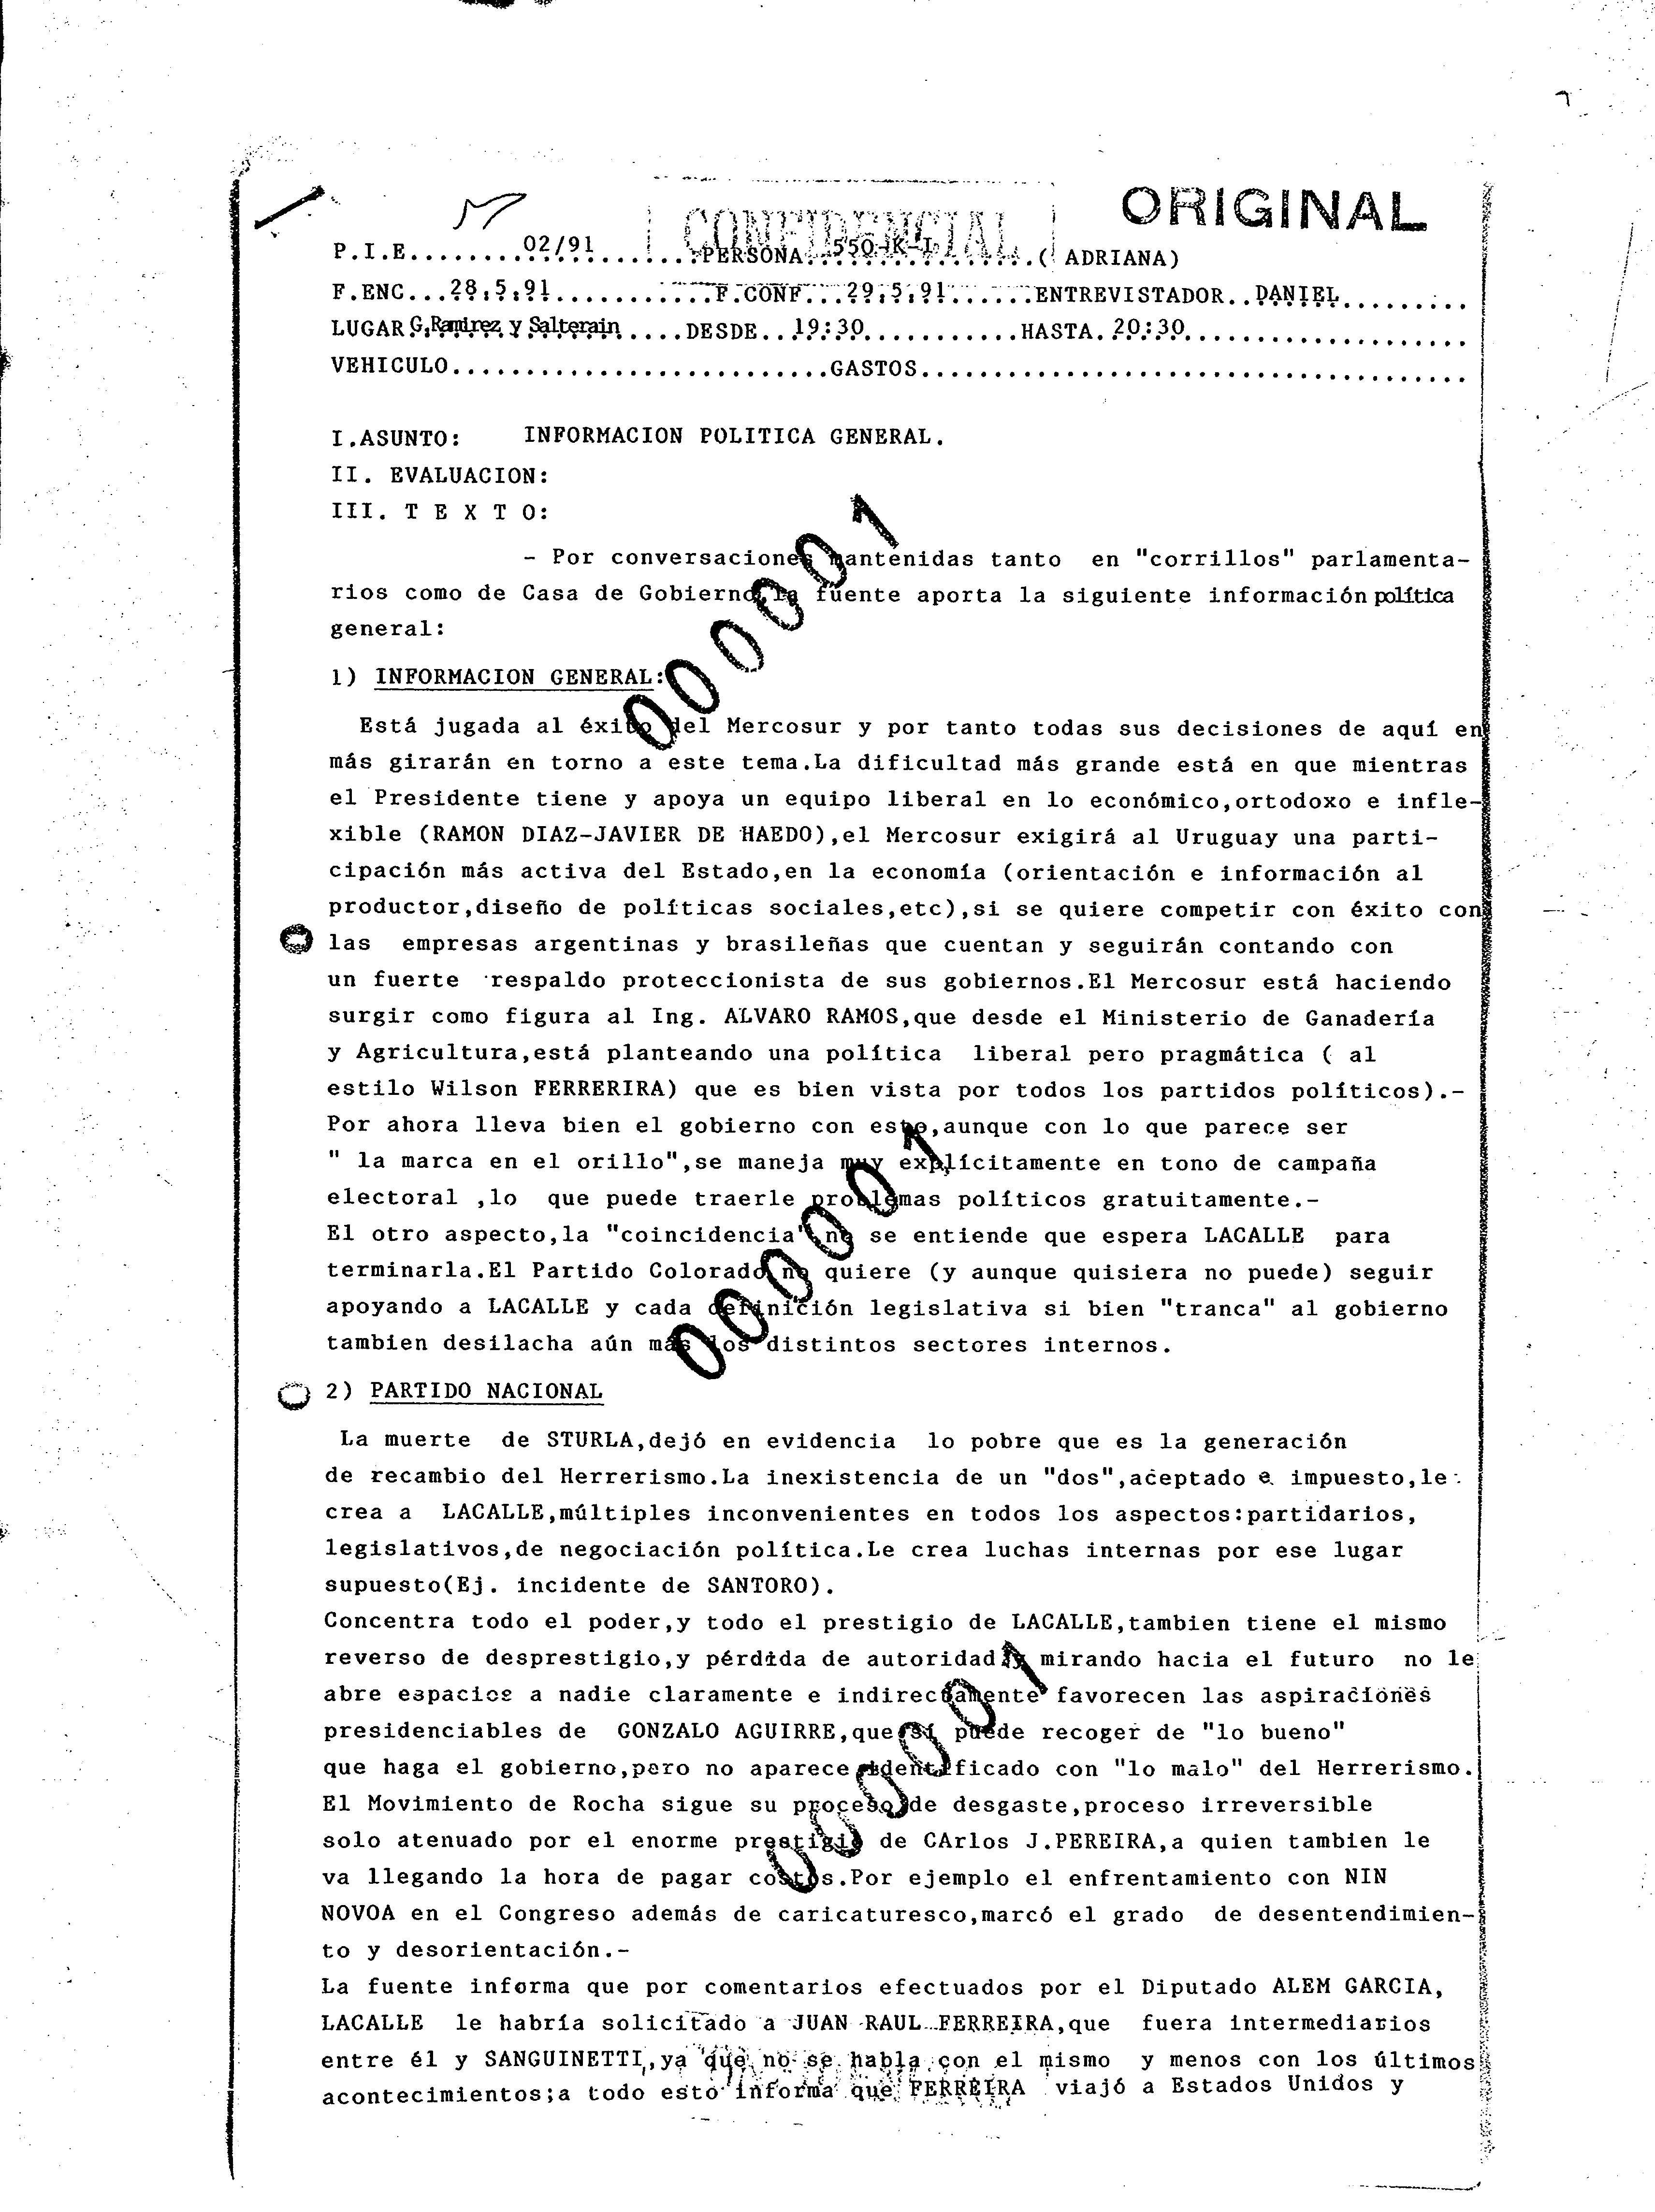 ORIGINAL
CONFIDENCIAL
P.I.E........02/91.......PERSONA..550-K-I.......( ADRIANA)
F.ENC...28.5.91...........F.CONF...29.5.91......ENTREVISTADOR..DANIEL.........
LUGAR G.Ramirez y Salterain ....DESDE..19:30...........HASTA.20:30...................
VEHICULO..........................GASTOS......................................
I.ASUNTO: INFORMACION POLITICA GENERAL.
II. EVALUACION:
III. T E X T O:
- Por conversaciones mantenidas tanto en "corrillos" parlamenta-
rios como de Casa de Gobierno, la fuente aporta la siguiente información política
general:
1) INFORMACION GENERAL:
Está jugada al éxito del Mercosur y por tanto todas sus decisiones de aquí en
más girarán en torno a este tema.La dificultad más grande está en que mientras
el Presidente tiene y apoya un equipo liberal en lo económico,ortodoxo e infle-
xible (RAMON DIAZ-JAVIER DE HAEDO),el Mercosur exigirá al Uruguay una parti-
cipación más activa del Estado,en la economía (orientación e información al
productor,diseño de políticas sociales,etc),si se quiere competir con éxito con
las empresas argentinas y brasileñas que cuentan y seguirán contando con
un fuerte respaldo proteccionista de sus gobiernos.El Mercosur está haciendo
surgir como figura al Ing. ALVARO RAMOS,que desde el Ministerio de Ganadería
y Agricultura,está planteando una política liberal pero pragmática ( al
estilo Wilson FERRERIRA) que es bien vista por todos los partidos políticos).-
Por ahora lleva bien el gobierno con esto,aunque con lo que parece ser
" la marca en el orillo",se maneja muy explícitamente en tono de campaña
electoral ,lo que puede traerle problemas políticos gratuitamente.-
El otro aspecto,la "coincidencia" no se entiende que espera LACALLE para
terminarla.El Partido Colorado no quiere (y aunque quisiera no puede) seguir
apoyando a LACALLE y cada definición legislativa si bien "tranca" al gobierno
tambien desilacha aún más los distintos sectores internos.
2) PARTIDO NACIONAL
La muerte de STURLA,dejó en evidencia lo pobre que es la generación
de recambio del Herrerismo.La inexistencia de un "dos",aceptado e impuesto,le
crea a LACALLE,múltiples inconvenientes en todos los aspectos:partidarios,
legislativos,de negociación política.Le crea luchas internas por ese lugar
supuesto(Ej. incidente de SANTORO).
Concentra todo el poder,y todo el prestigio de LACALLE,tambien tiene el mismo
reverso de desprestigio,y pérdida de autoridad y mirando hacia el futuro no le
abre espacios a nadie claramente e indirectamente favorecen las aspiraciones
presidenciables de GONZALO AGUIRRE,que sí puede recoger de "lo bueno"
que haga el gobierno,pero no aparece identificado con "lo malo" del Herrerismo.
El Movimiento de Rocha sigue su proceso de desgaste,proceso irreversible
solo atenuado por el enorme prestigio de CArlos J.PEREIRA,a quien tambien le
va llegando la hora de pagar costos.Por ejemplo el enfrentamiento con NIN
NOVOA en el Congreso además de caricaturesco,marcó el grado de desentendimien-
to y desorientación.-
La fuente informa que por comentarios efectuados por el Diputado ALEM GARCIA,
LACALLE le habría solicitado a JUAN RAUL FERREIRA,que fuera intermediarios
entre él y SANGUINETTI,ya que no se habla con el mismo y menos con los últimos
acontecimientos;a todo esto informa que FERREIRA viajó a Estados Unidos y
000001
000001
000001